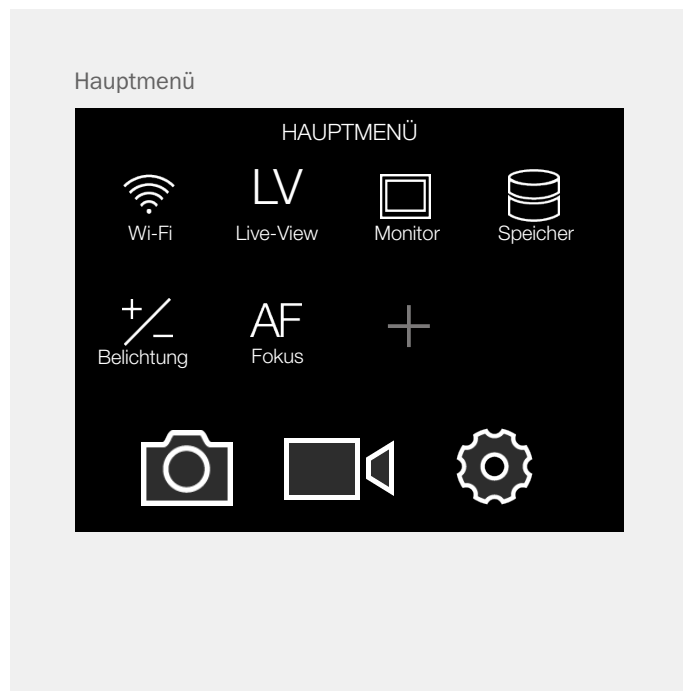 Hauptmenü
HAUPTMENÜ
LV
Wi-Fi Live-View Monitor Speicher
AF
Belichtung Fokus